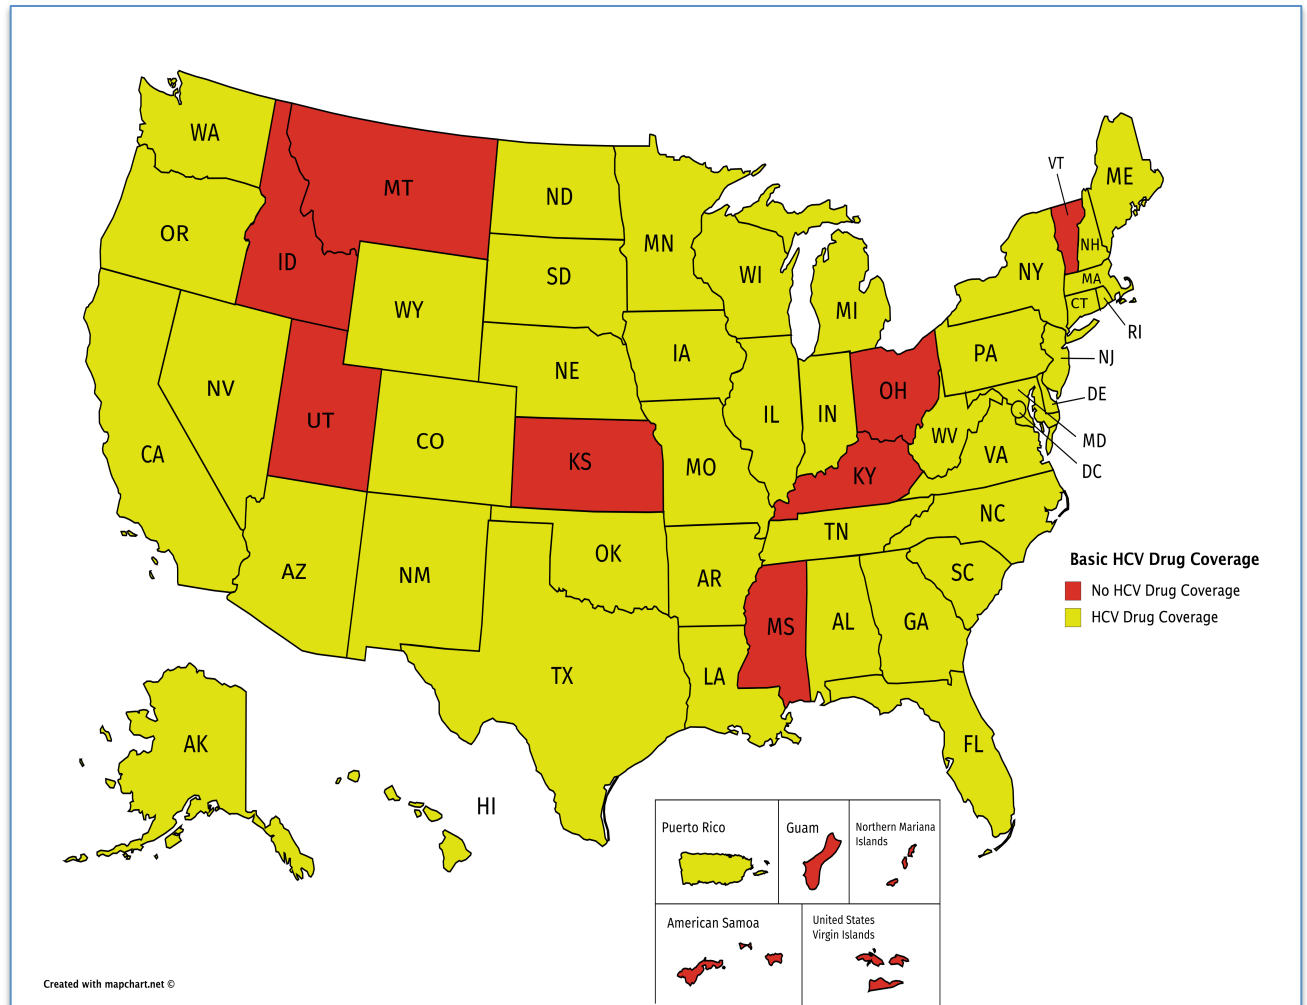 WA
MT
ND
MN
VT
ME
OR
ID
SD
WI
NH
NY
MA
CT
RI
WY
MI
IA
PA
NJ
NE
NV
UT
CO
IL
IN
OH
DE
WV
MD
CA
KS
MO
KY
VA
DC
NC
TN
OK
AZ
NM
AR
SC
Basic HCV Drug Coverage
No HCV Drug Coverage
HCV Drug Coverage
MS
AL
GA
TX
LA
AK
FL
HI
Puerto Rico
Guam
Northern Mariana
Islands
American Samoa
United States
Virgin Islands
Created with mapchart.net ©